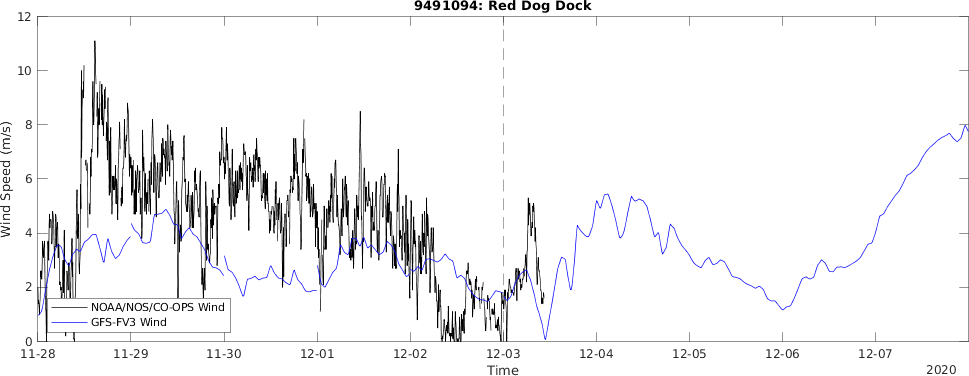 9491094: Red Dog Dock
12
10
8
6
4
2
0
Wind Speed (m/s)
NOAA/NOS/CO-OPS Wind
GFS-FV3 Wind
11-28 11-29 11-30 12-01 12-02 12-03 12-04 12-05 12-06 12-07
Time
2020